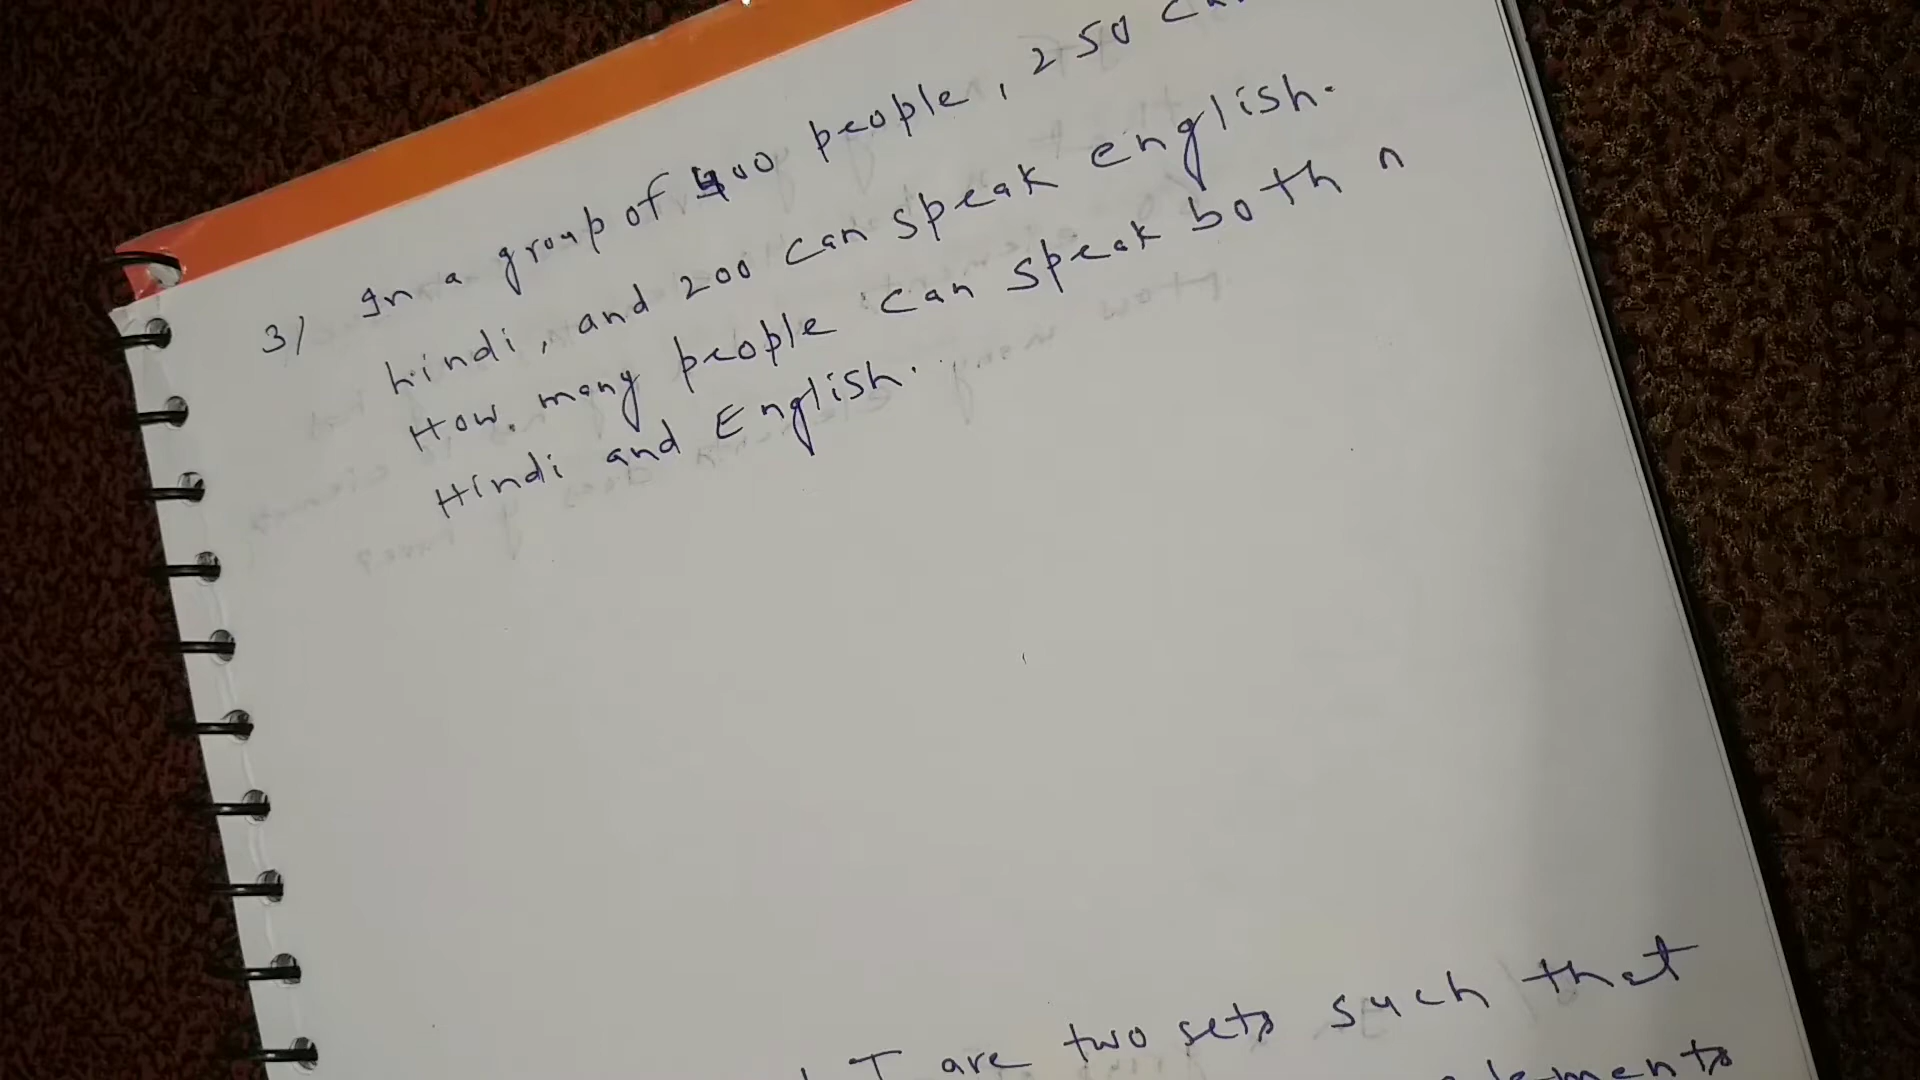 3) In a group of 400 people, 250
hindi, and 200 can speak english.
How many people can speak both
Hindi and English.
T are two sets such that